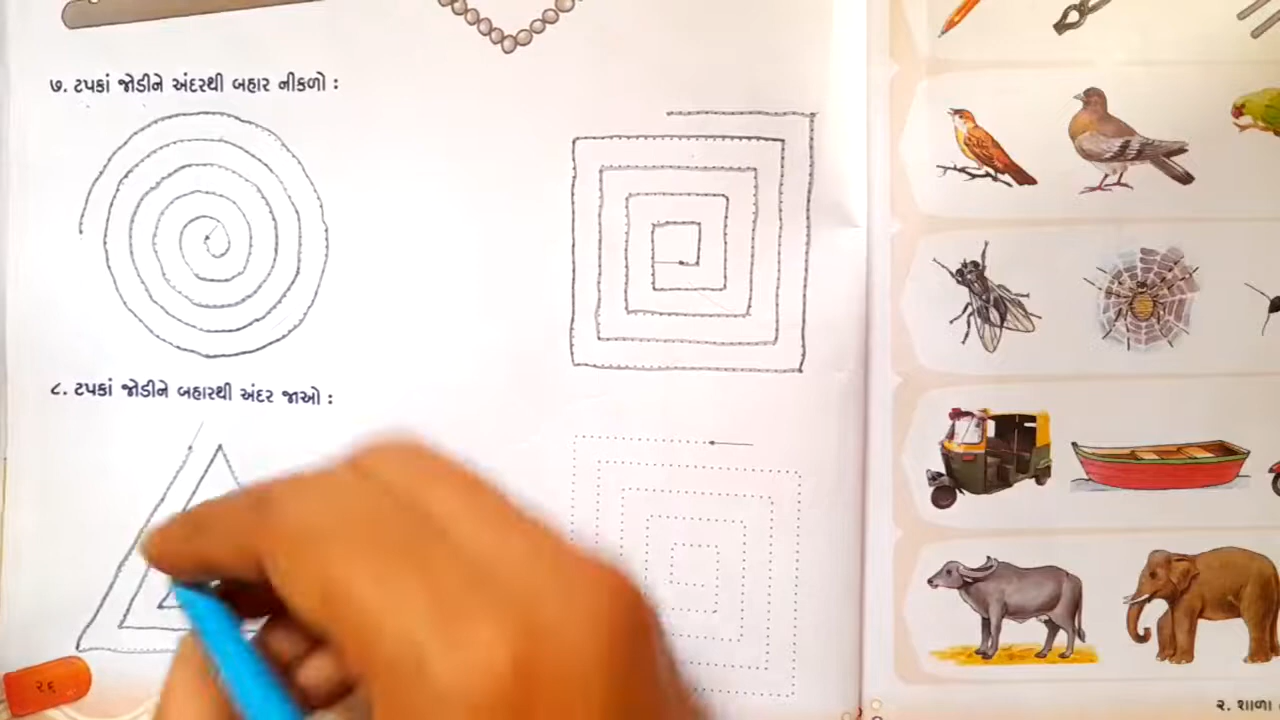 ૭. ટપકાં જોડીને અંદરથી બહાર નીકળો :
૮. ટપકાં જોડીને બહારથી અંદર જાઓ :
૨૬
૨. શાળા